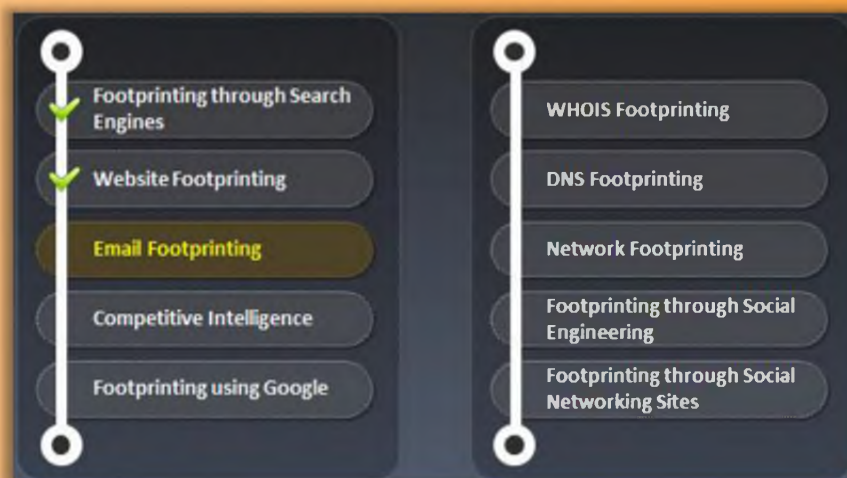 Footprinting through Search
Engines
Website Footprinting
Email Footprinting
Competitive Intelligence
Footprinting using Google
WHOIS Footprinting
DNS Footprinting
Network Footprinting
Footprinting through Social
Engineering
Footprinting through Social
Networking Sites